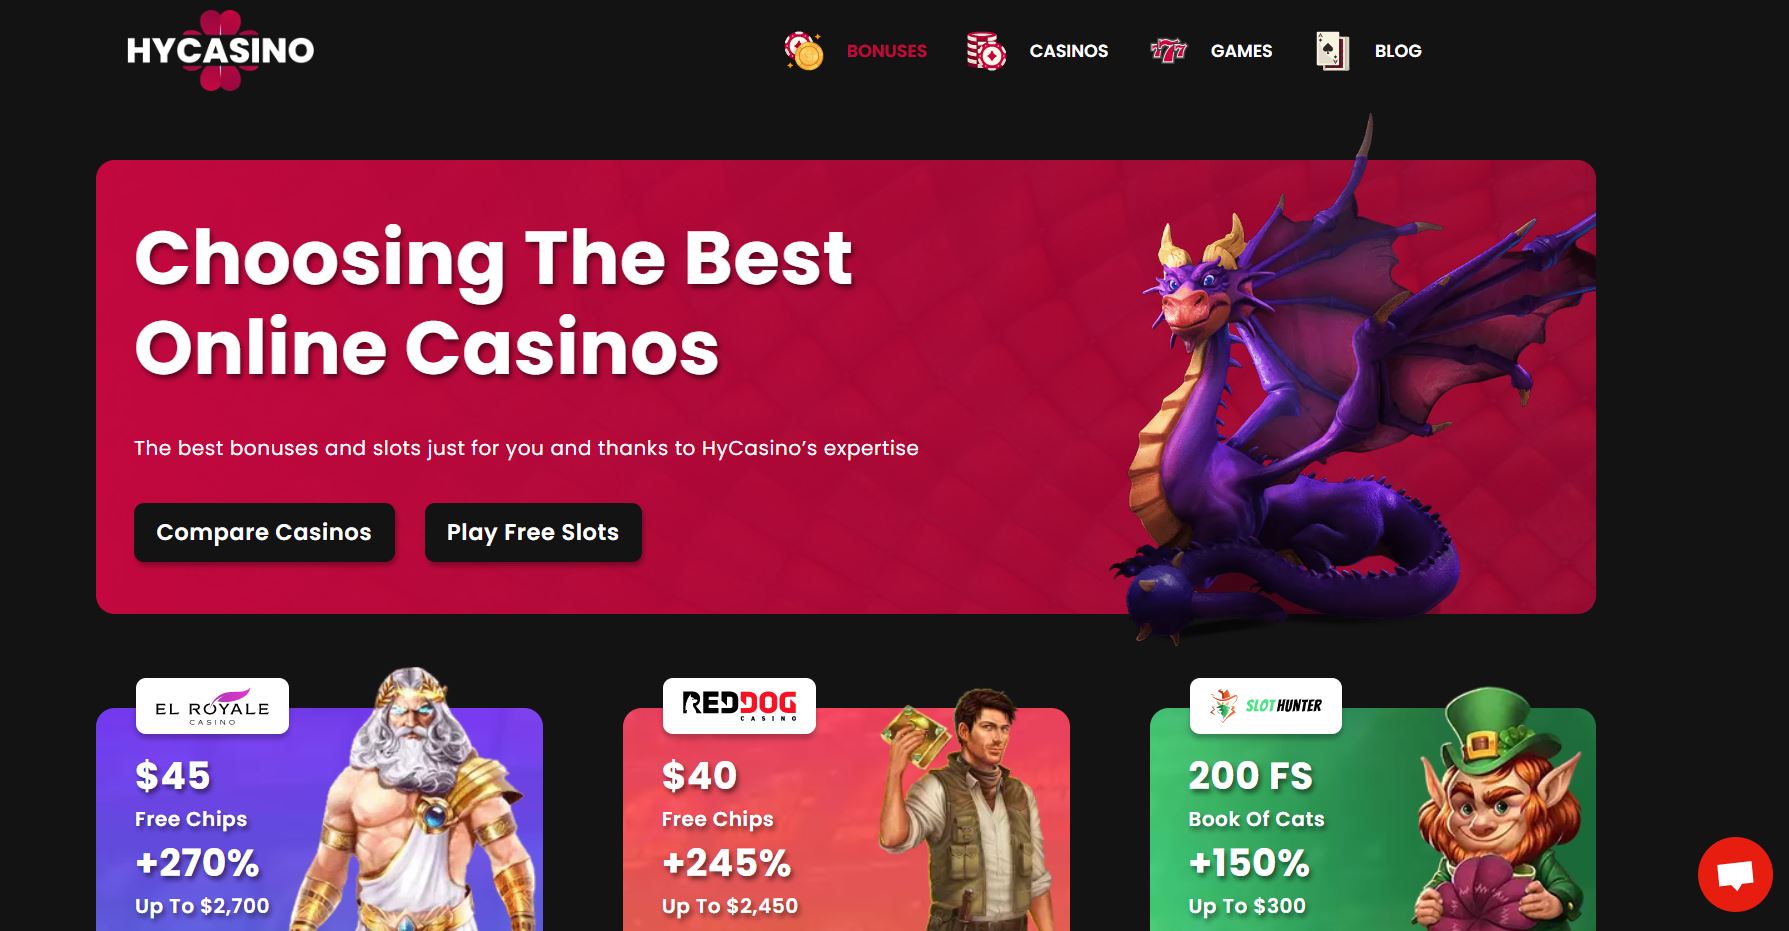 HYCASINO
BONUSES
CASINOS
GAMES
BLOG
Choosing The Best
Online Casinos
The best bonuses and slots just for you and thanks to HyCasino’s expertise
Compare Casinos
Play Free Slots
EL ROYALE
CASINO
$45
Free Chips
+270%
Up To $2,700
REDDOG
CASINO
$40
Free Chips
+245%
Up To $2,450
SLOTHUNTER
200 FS
Book Of Cats
+150%
Up To $300